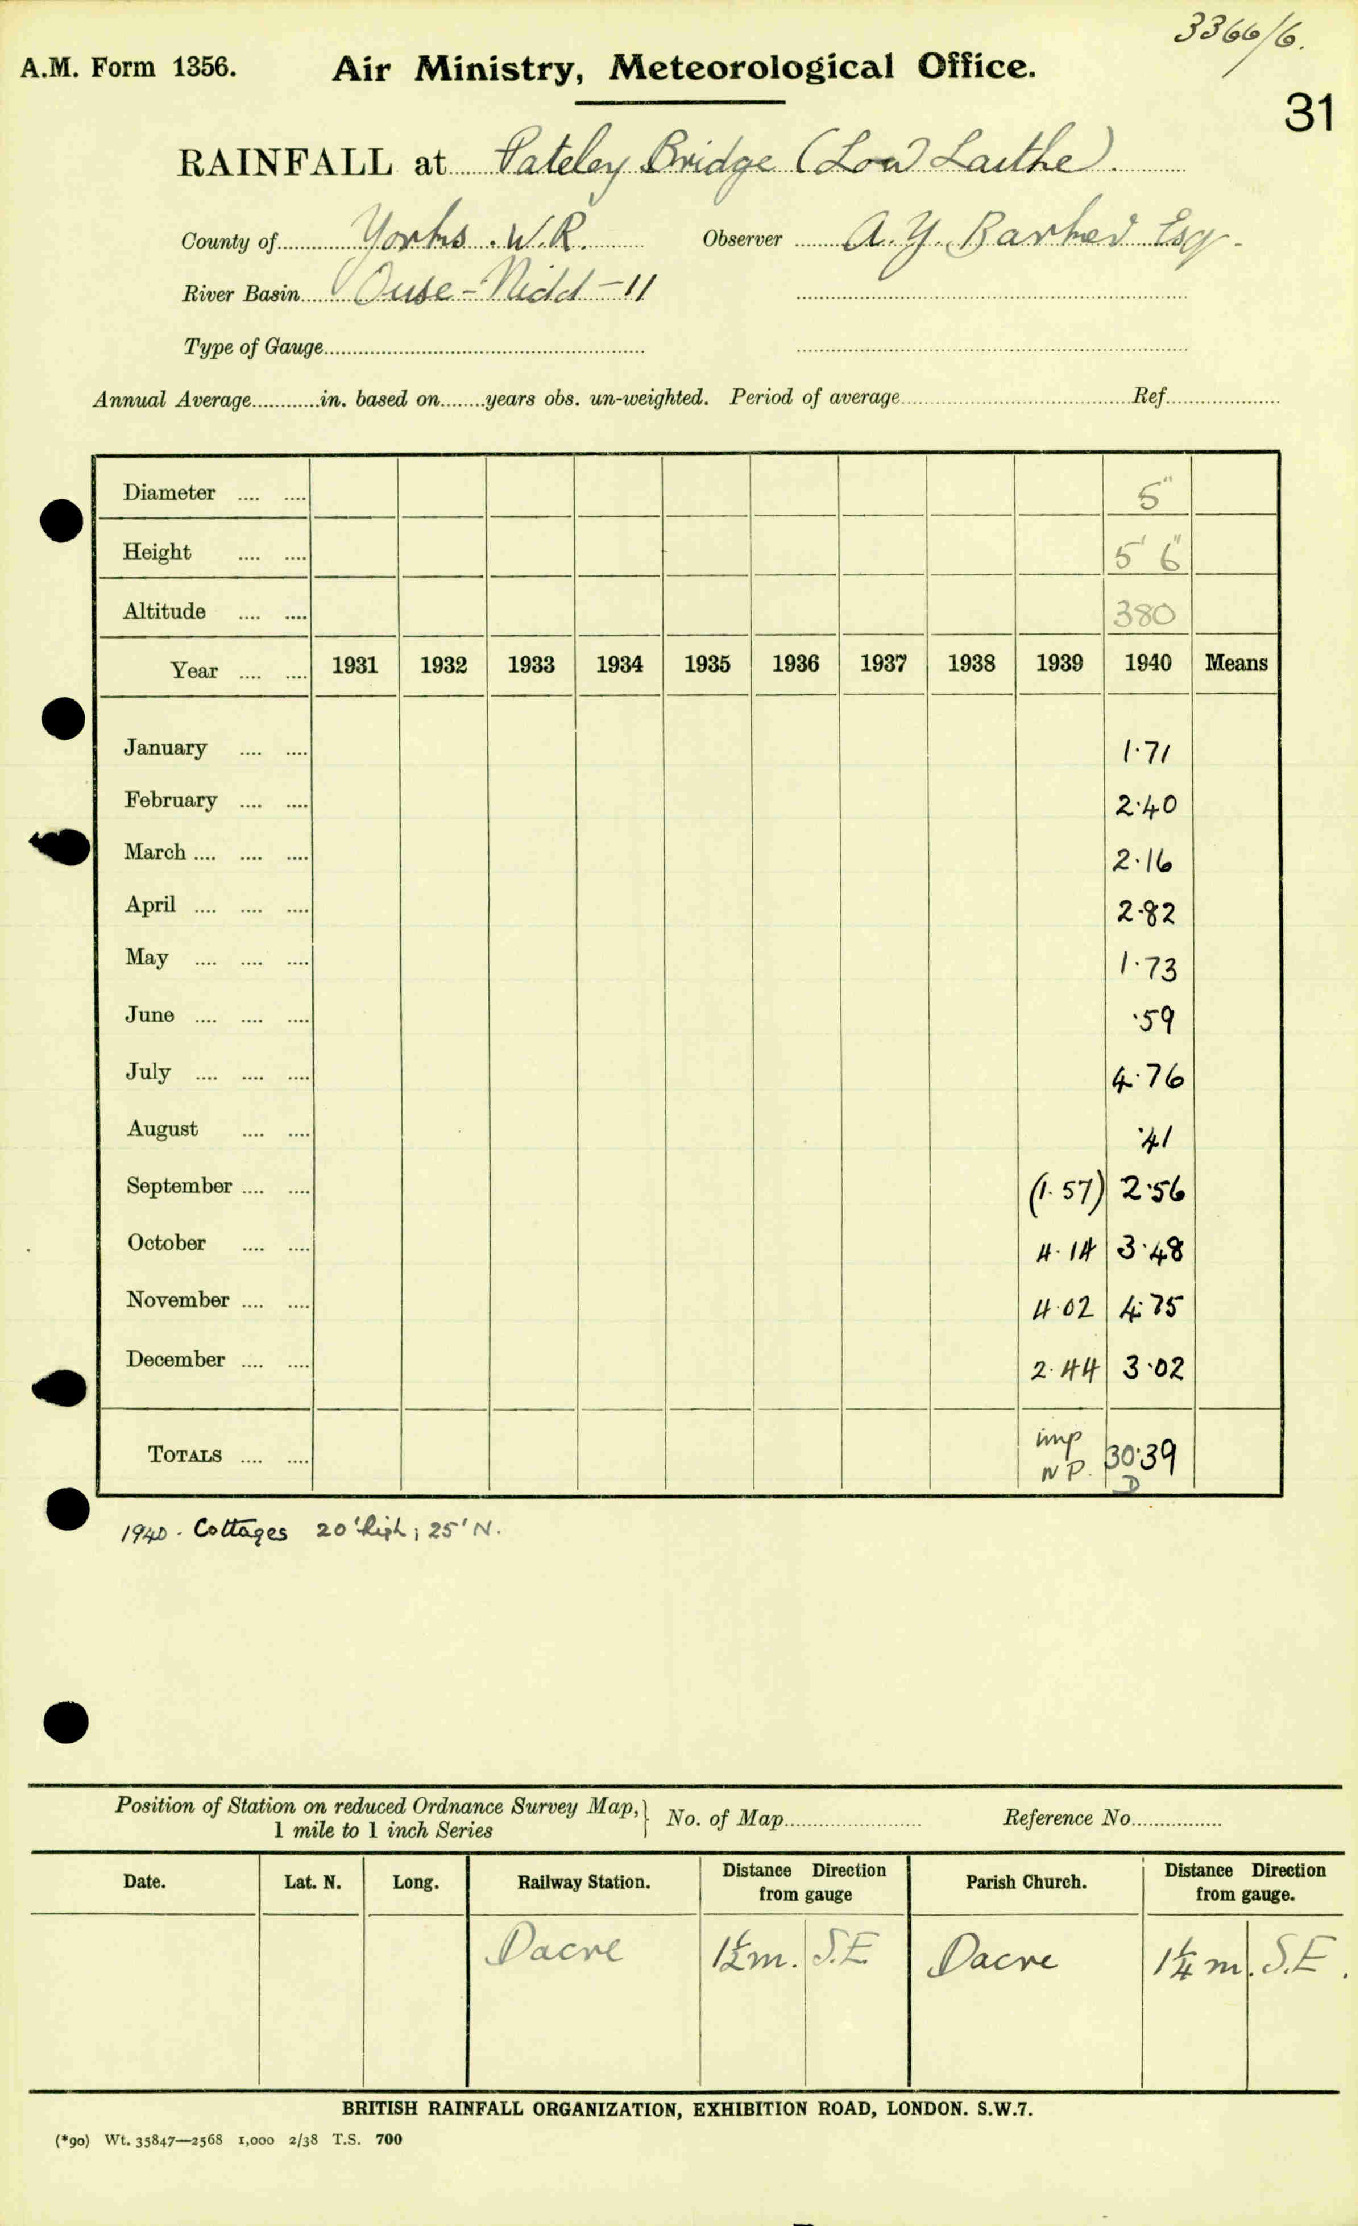 3366/6.
A.M. Form 1356. Air Ministry, Meteorological Office.
31
RAINFALL at Pateley Bridge (Low Laithe).
County of Yorks. W.R. Observer A. Y. Barker Esq.
River Basin Ouse-Nidd-11
Type of Gauge
Annual Average in. based on years obs. un-weighted. Period of average Ref.
Diameter 5"
Height 5' 6"
Altitude 380
Year 1931 1932 1933 1934 1935 1936 1937 1938 1939 1940 Means
January 1.71
February 2.40
March 2.16
April 2.82
May 1.73
June .59
July 4.76
August .41
September (1.57) 2.56
October 4.14 3.48
November 4.02 4.75
December 2.44 3.02
TOTALS imp N P. 30.39
D
1940. Cottages 20' high; 25' N.
Position of Station on reduced Ordnance Survey Map, No. of Map Reference No.
1 mile to 1 inch Series
Date. Lat. N. Long. Railway Station. Distance Direction from gauge Parish Church. Distance Direction from gauge.
Dacre 1½m. S.E. Dacre 1¼ m. S.E.
BRITISH RAINFALL ORGANIZATION, EXHIBITION ROAD, LONDON. S.W.7.
(*90) Wt. 35847—2568 1,000 2/38 T.S. 700